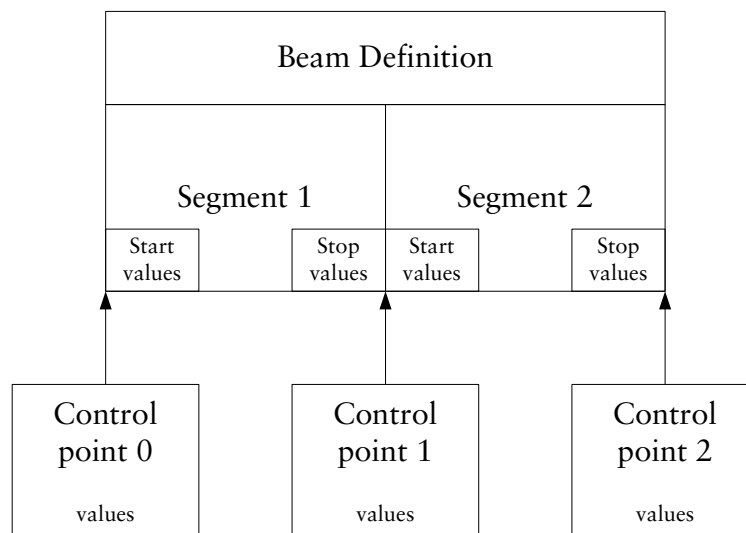 Beam Definition
Segment 1
Segment 2
Start
values
Stop
values
Start
values
Stop
values
Control
point 0
values
Control
point 1
values
Control
point 2
values